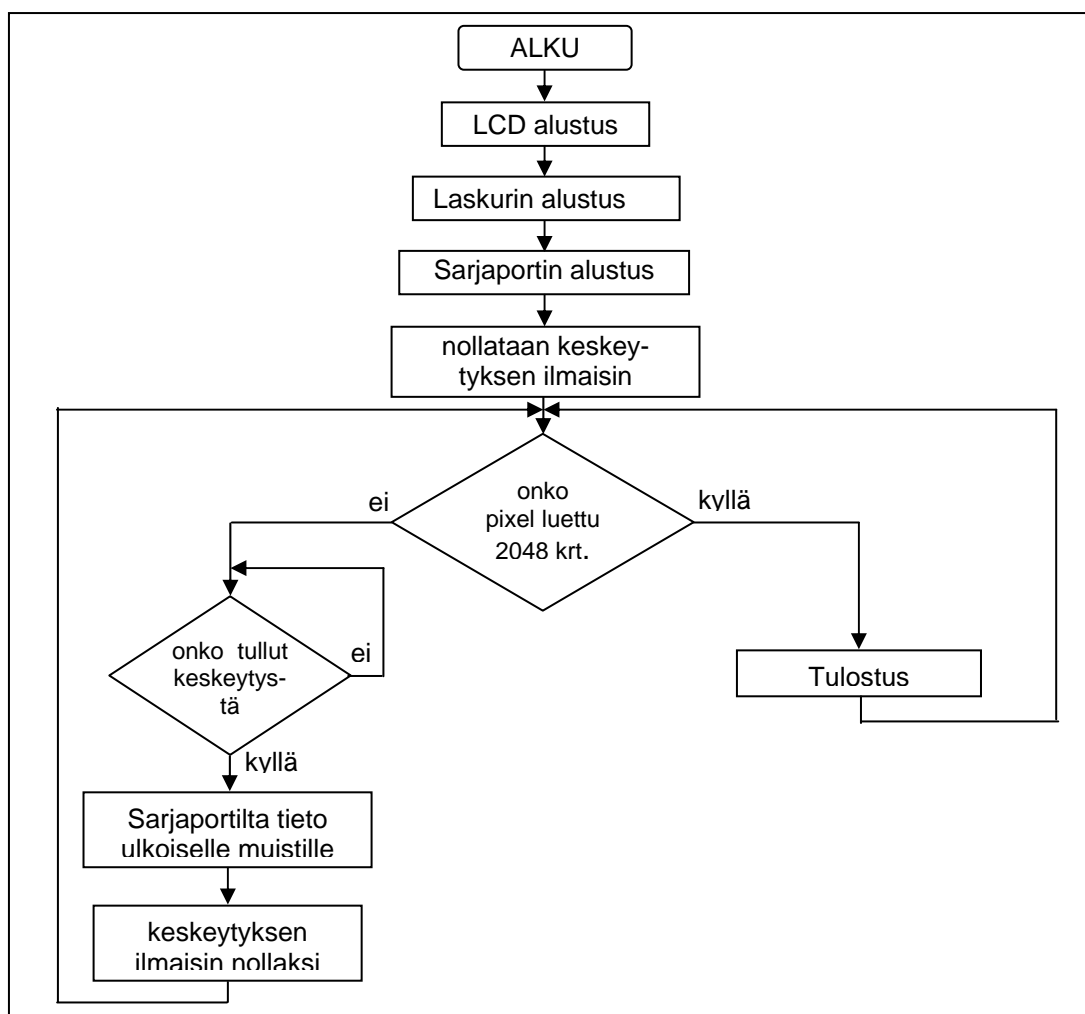 ALKU
LCD alustus
Laskurin alustus
Sarjaportin alustus
nollataan keskey-
tyksen ilmaisin
ei
onko
pixel luettu
2048 krt.
kyllä
onko tullut
keskeytys-
tä
ei
Tulostus
kyllä
Sarjaportilta tieto
ulkoiselle muistille
keskeytyksen
ilmaisin nollaksi